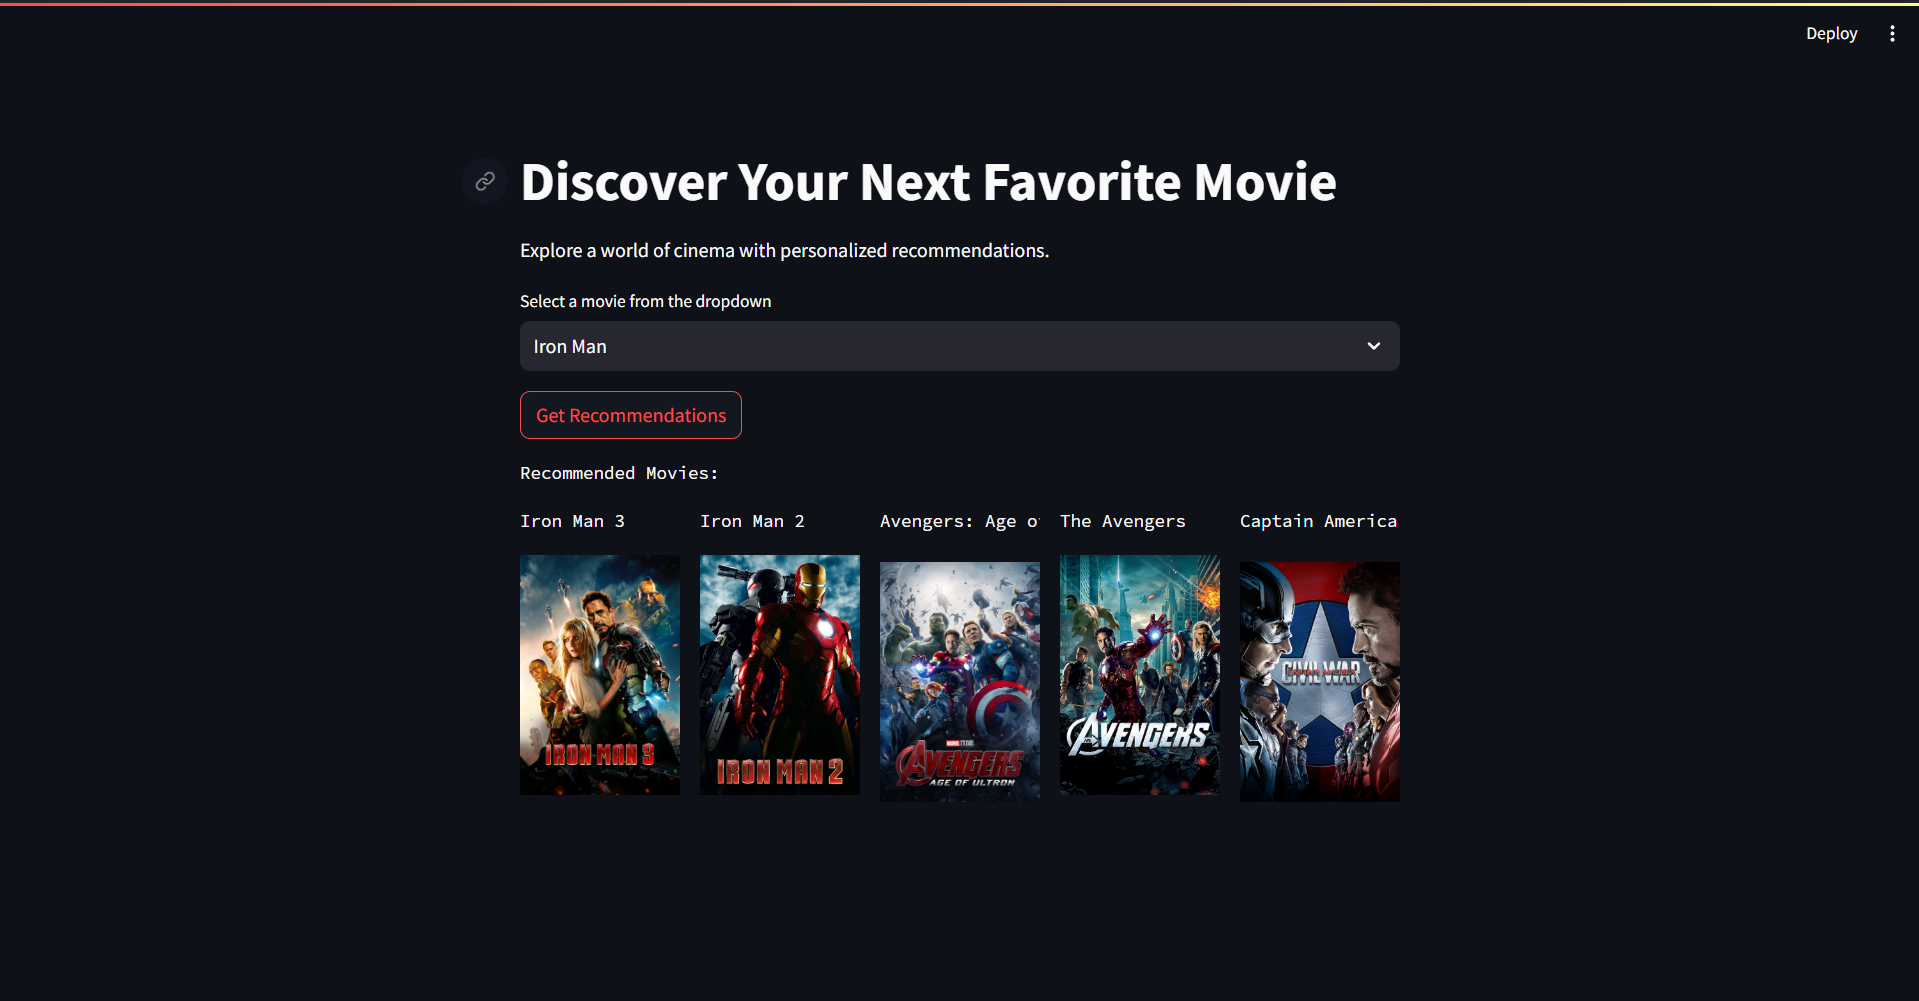 Deploy
Discover Your Next Favorite Movie
Explore a world of cinema with personalized recommendations.
Select a movie from the dropdown
Iron Man
Get Recommendations
Recommended Movies:
Iron Man 3
Iron Man 2
Avengers: Age o
The Avengers
Captain America
IRON MAN 3
IRON MAN 2
AVENGERS
AGE OF ULTRON
AVENGERS
CIVIL WAR